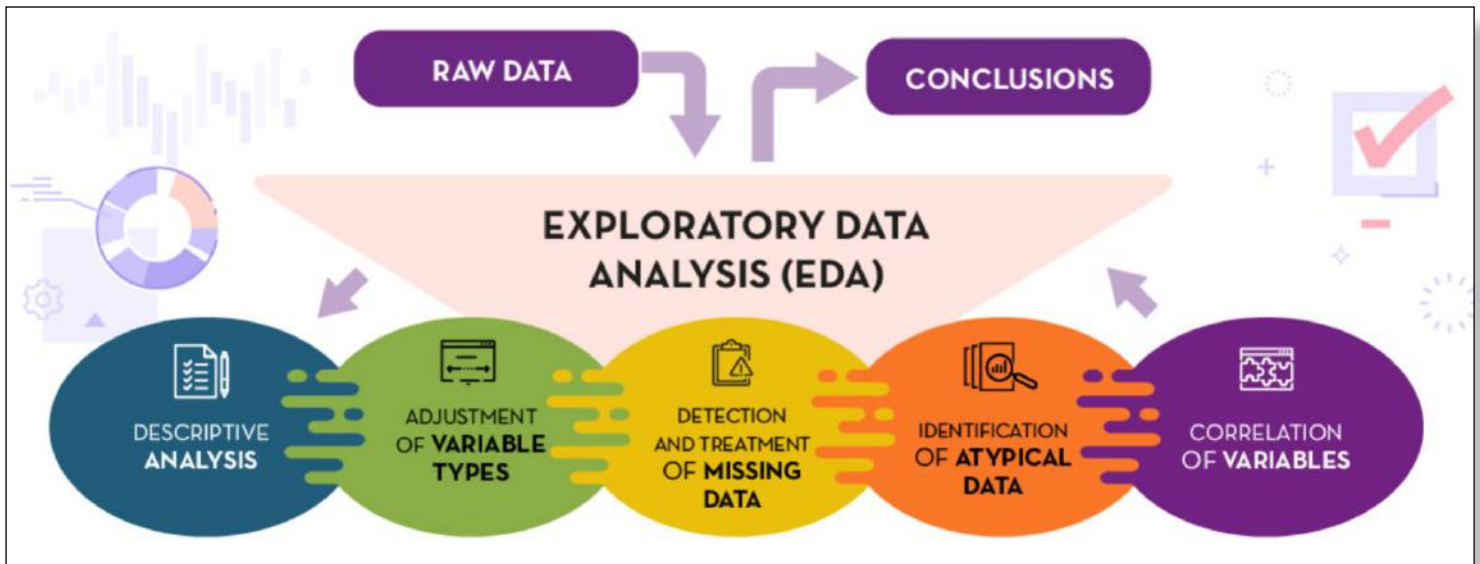 RAW DATA
CONCLUSIONS
EXPLORATORY DATA
ANALYSIS (EDA)
DESCRIPTIVE
ANALYSIS
ADJUSTMENT
OF VARIABLE
TYPES
DETECTION
AND TREATMENT
OF MISSING
DATA
IDENTIFICATION
OF ATYPICAL
DATA
CORRELATION
OF VARIABLES